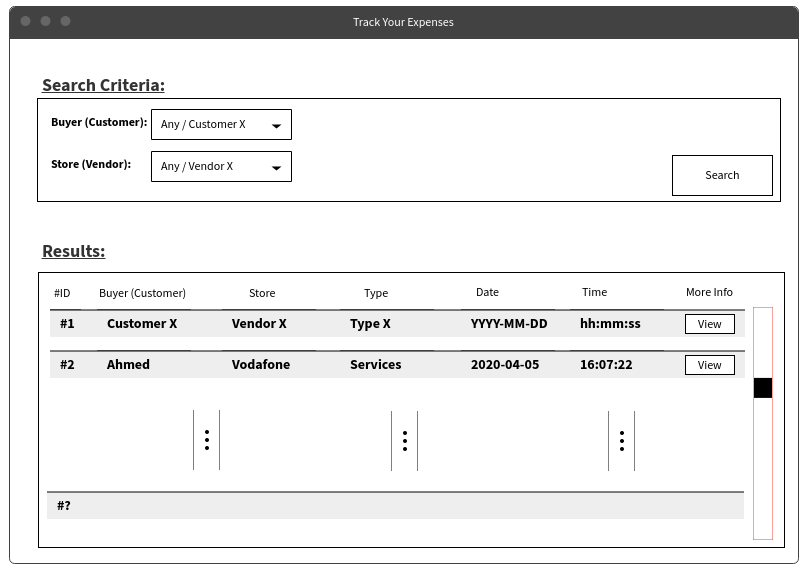 Track Your Expenses
Search Criteria:
Buyer (Customer): Any / Customer X
Store (Vendor): Any / Vendor X
Search
Results:
#ID Buyer (Customer) Store Type Date Time More Info
#1 Customer X Vendor X Type X YYYY-MM-DD hh:mm:ss View
#2 Ahmed Vodafone Services 2020-04-05 16:07:22 View
#?